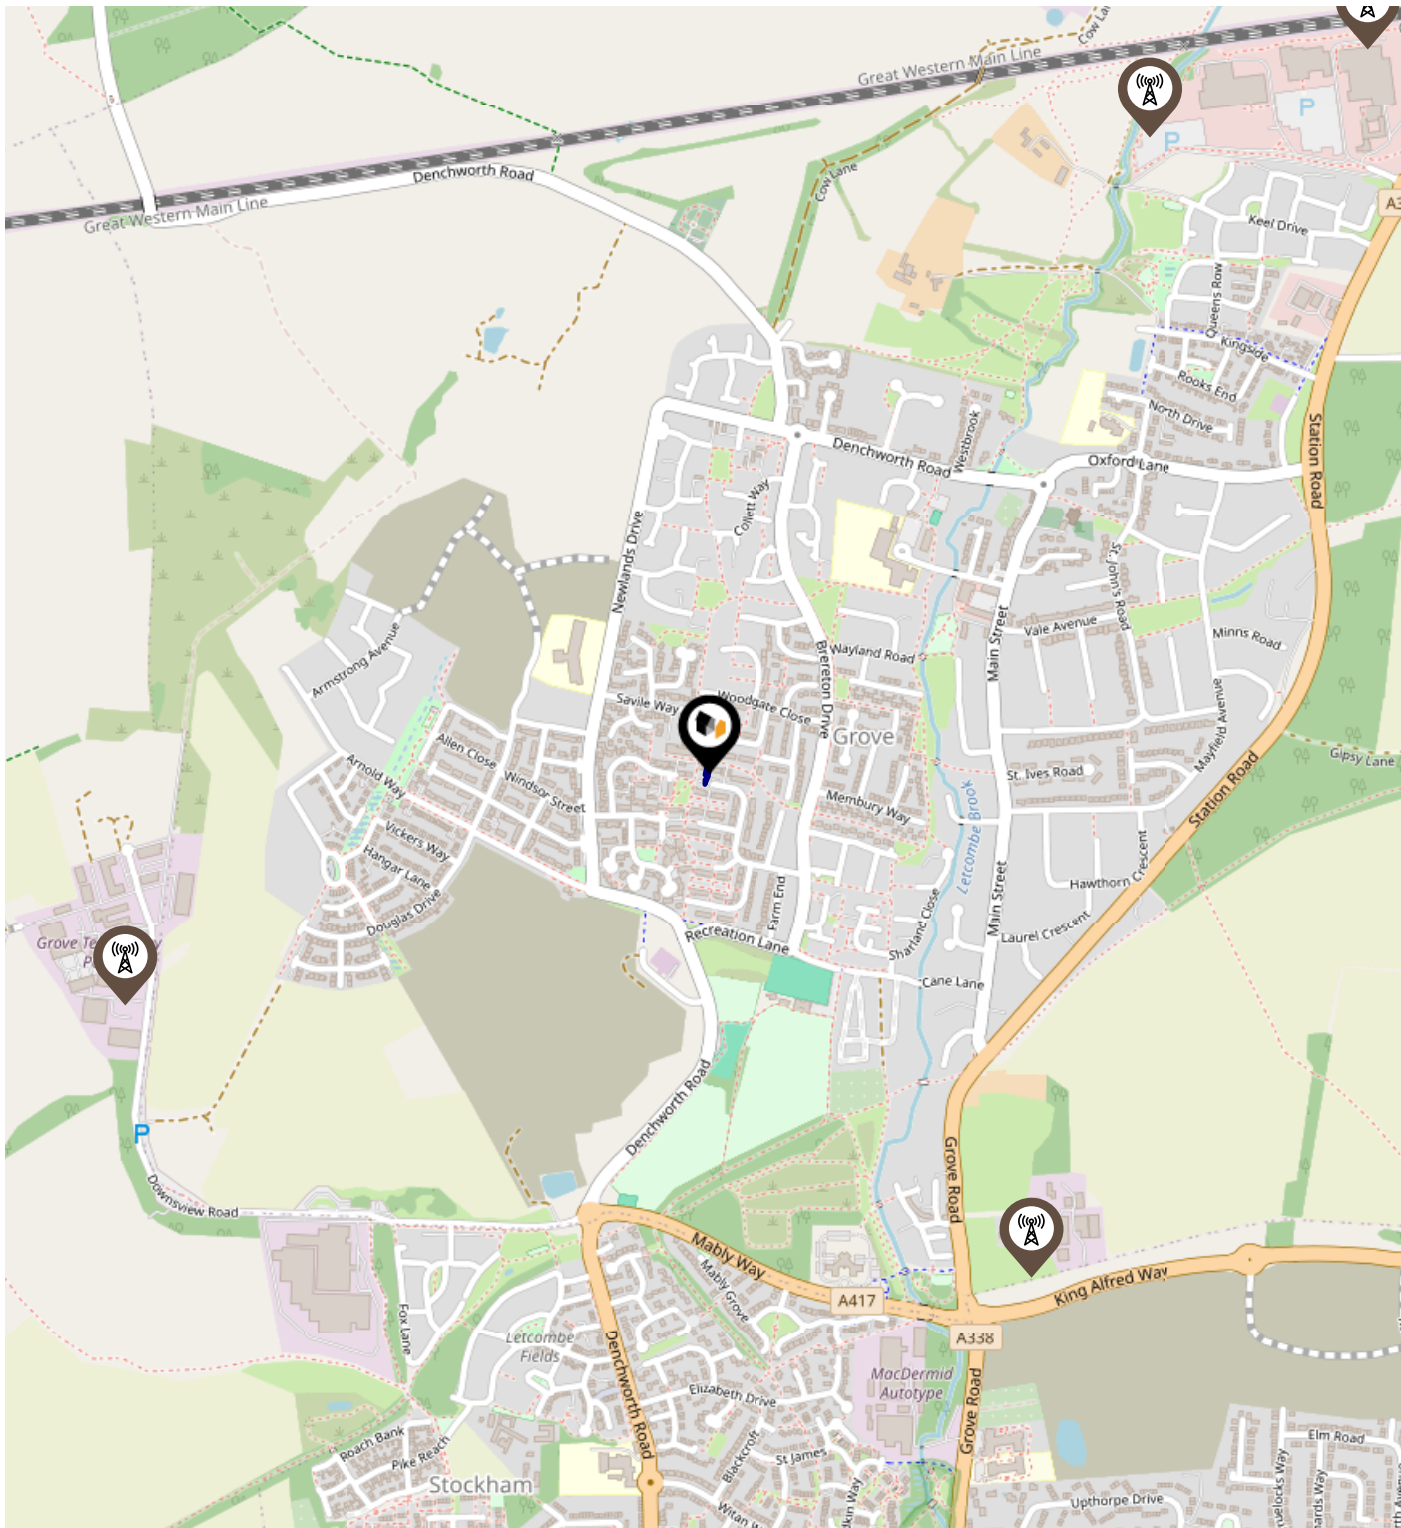 Cow Lane
Great Western Main Line
P
P
A3
Denchworth Road
Great Western Main Line
Cow Lane
Keel Drive
Queens Row
Kingside
Rooks End
North Drive
Station Road
Westbrook
Denchworth Road
Oxford Lane
Collett Way
Newlands Drive
St. John's Road
Main Street
Vale Avenue
Minns Road
Armstrong Avenue
Wayland Road
Brereton Drive
Savile Way
Woodgate Close
Grove
Mayfield Avenue
Allen Close
Gipsy Lane
Arnold Way
Windsor Street
St. Ives Road
Membury Way
Station Road
Letcombe Brook
Vickers Way
Hangar Lane
Hawthorn Crescent
Main Street
Douglas Drive
Farm End
Sharland Close
Laurel Crescent
Recreation Lane
Grove
Cane Lane
Denchworth Road
P
Grove Road
Downsview Road
Mably Way
Mably Grove
King Alfred Way
A417
Fox Lane
Letcombe
Fields
A338
Denchworth Road
MacDermid
Autotype
Elizabeth Drive
Grove Road
Roach Bank
Pike Reach
Blackcroft
St James
Elm Road
Stockham
Upthorpe Drive